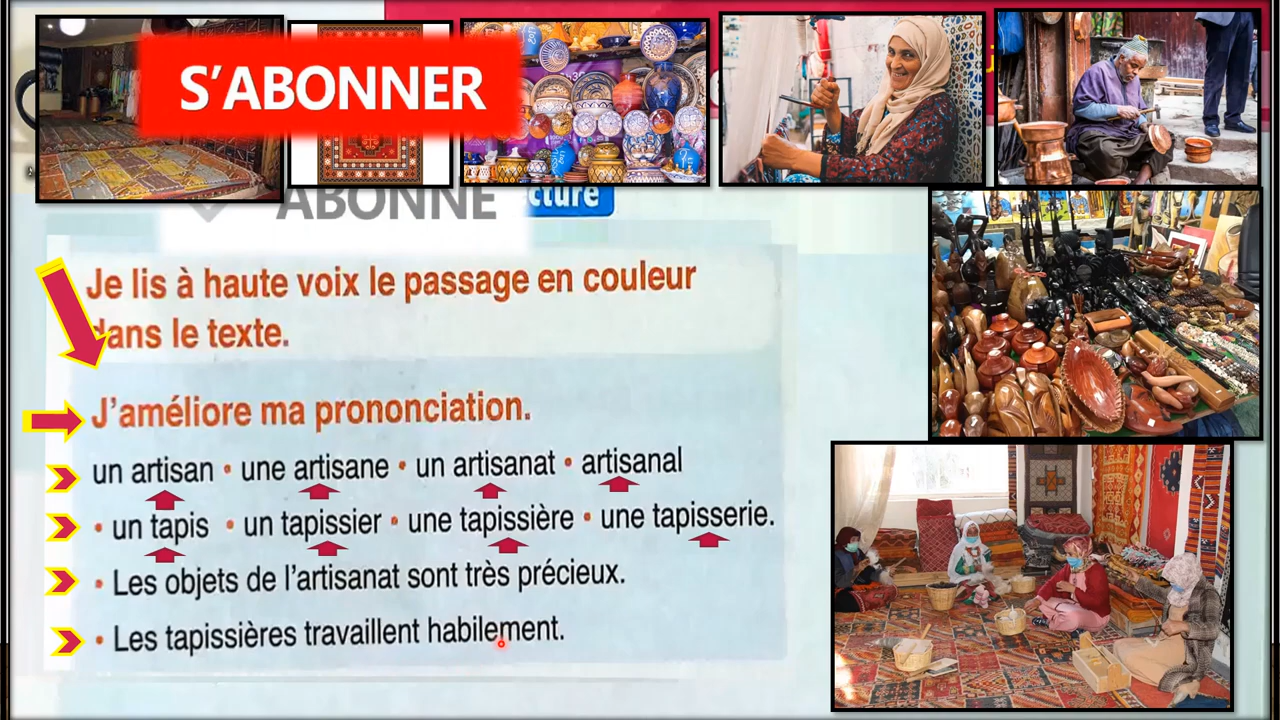 S'ABONNER
ABONNE
cture
Je lis à haute voix le passage en couleur
dans le texte.
J'améliore ma prononciation.
un artisan • une artisane • un artisanat • artisanal
• un tapis • un tapissier • une tapissière • une tapisserie.
• Les objets de l'artisanat sont très précieux.
• Les tapissières travaillent habilement.